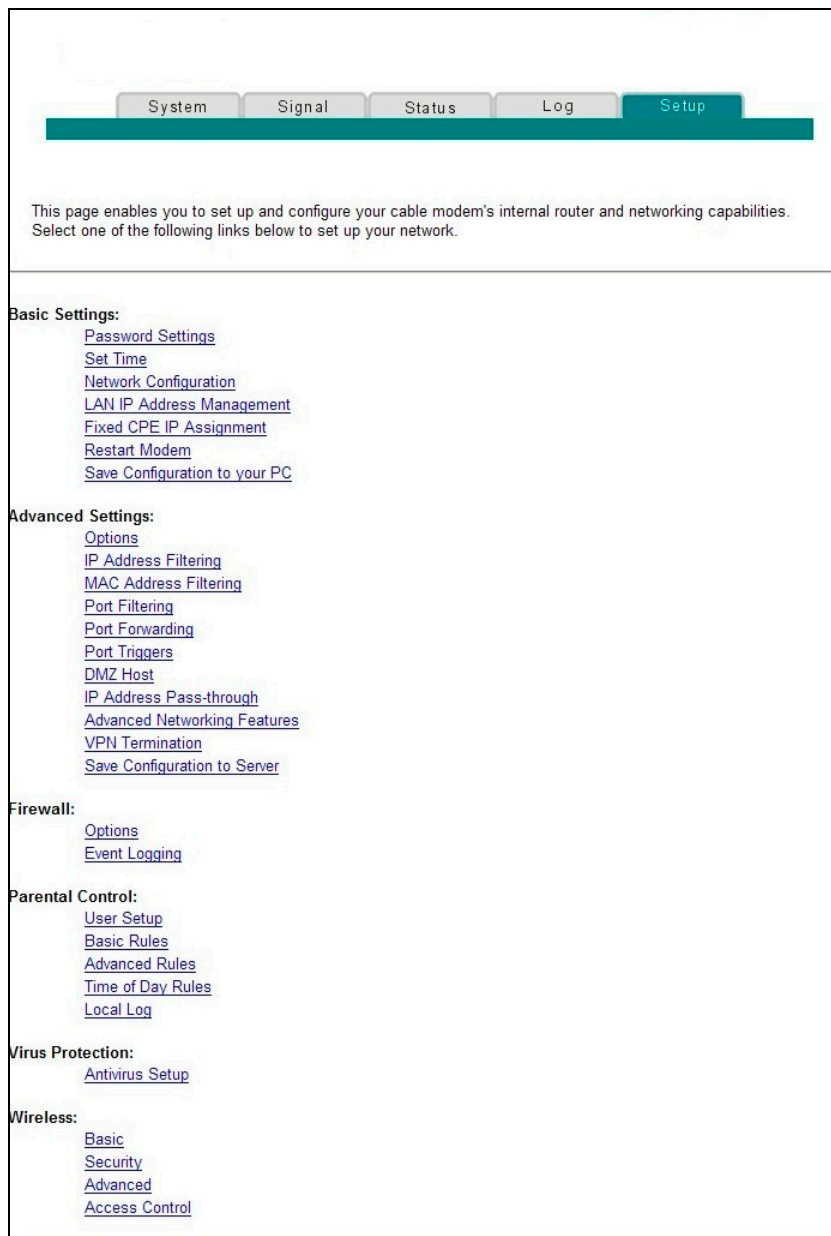 System Signal Status Log Setup
This page enables you to set up and configure your cable modem's internal router and networking capabilities.
Select one of the following links below to set up your network.
Basic Settings:
Password Settings
Set Time
Network Configuration
LAN IP Address Management
Fixed CPE IP Assignment
Restart Modem
Save Configuration to your PC
Advanced Settings:
Options
IP Address Filtering
MAC Address Filtering
Port Filtering
Port Forwarding
Port Triggers
DMZ Host
IP Address Pass-through
Advanced Networking Features
VPN Termination
Save Configuration to Server
Firewall:
Options
Event Logging
Parental Control:
User Setup
Basic Rules
Advanced Rules
Time of Day Rules
Local Log
Virus Protection:
Antivirus Setup
Wireless:
Basic
Security
Advanced
Access Control